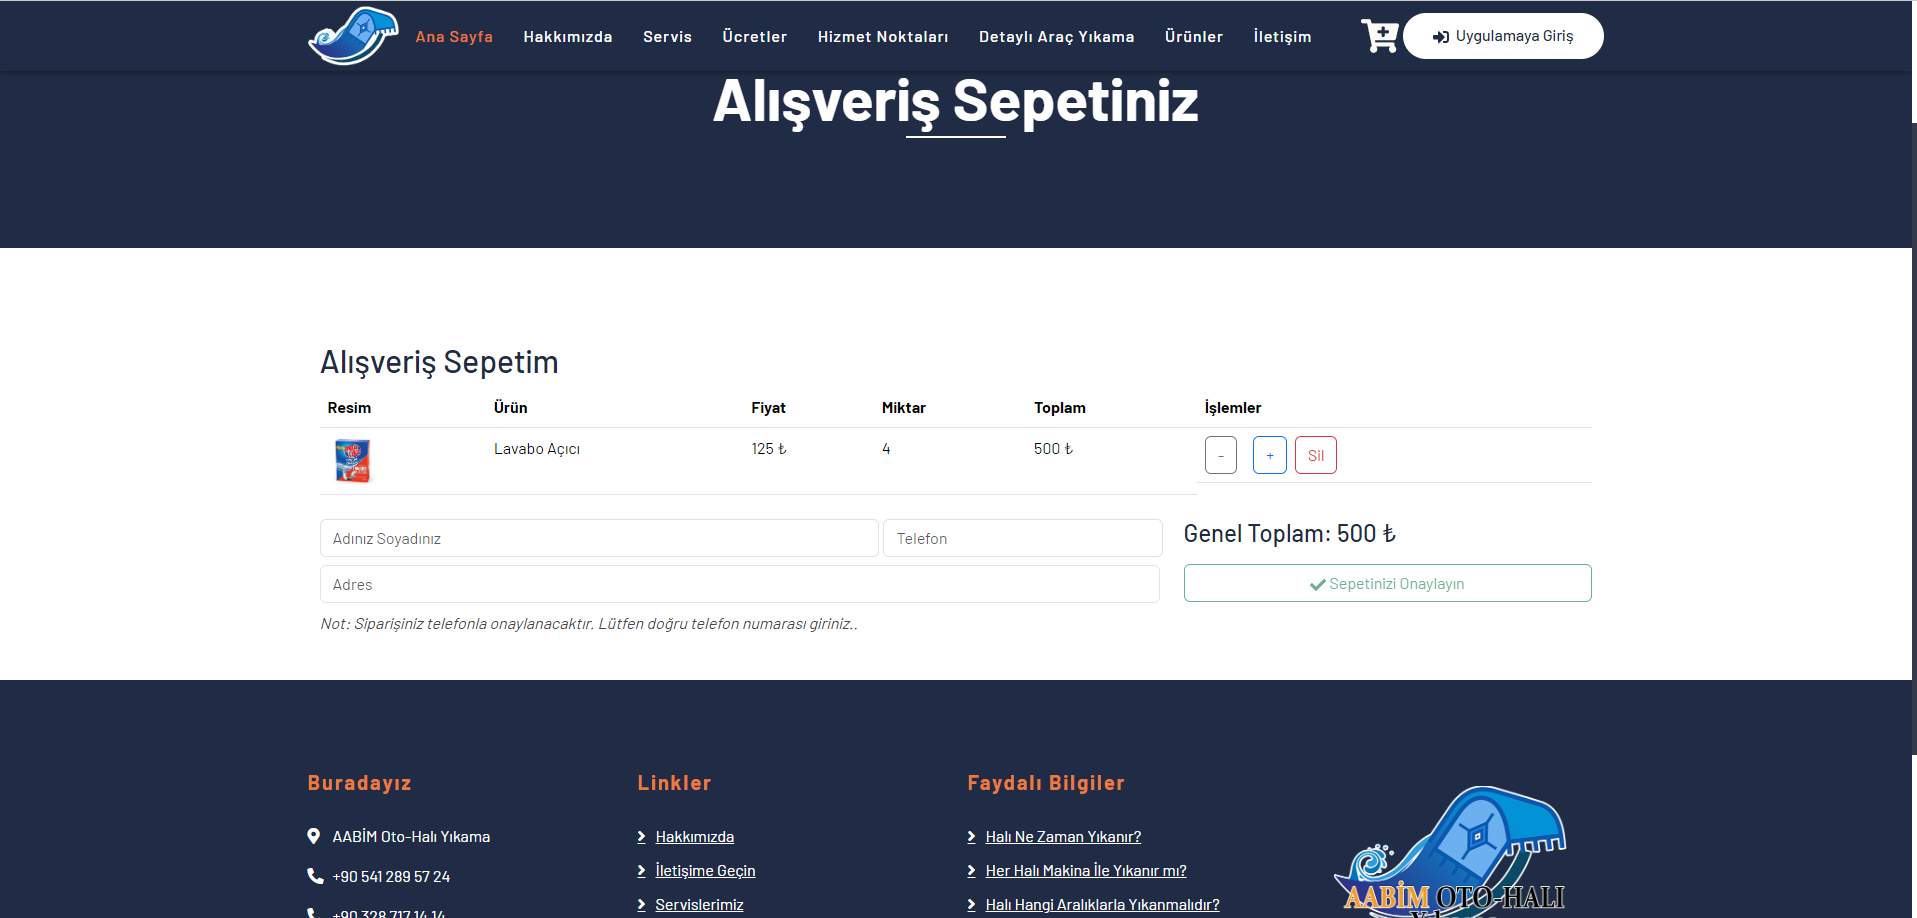 Ana Sayfa Hakkımızda Servis Ücretler Hizmet Noktaları Detaylı Araç Yıkama Ürünler İletişim Uygulamaya Giriş
Alışveriş Sepetiniz
Alışveriş Sepetim
Resim Ürün Fiyat Miktar Toplam İşlemler
Lavabo Açıcı 125 ₺ 4 500 ₺ - + Sil
Adınız Soyadınız Telefon Genel Toplam: 500 ₺
Adres Sepetinizi Onaylayın
Not: Siparişiniz telefonla onaylanacaktır. Lütfen doğru telefon numarası giriniz..
Buradayız Linkler Faydalı Bilgiler
AABİM Oto-Halı Yıkama Hakkımızda Halı Ne Zaman Yıkanır?
+90 541 289 57 24 İletişime Geçin Her Halı Makina İle Yıkanır mı?
+90 328 717 14 14 Servislerimiz Halı Hangi Aralıklarla Yıkanmalıdır?
AABİM OTO-HALI